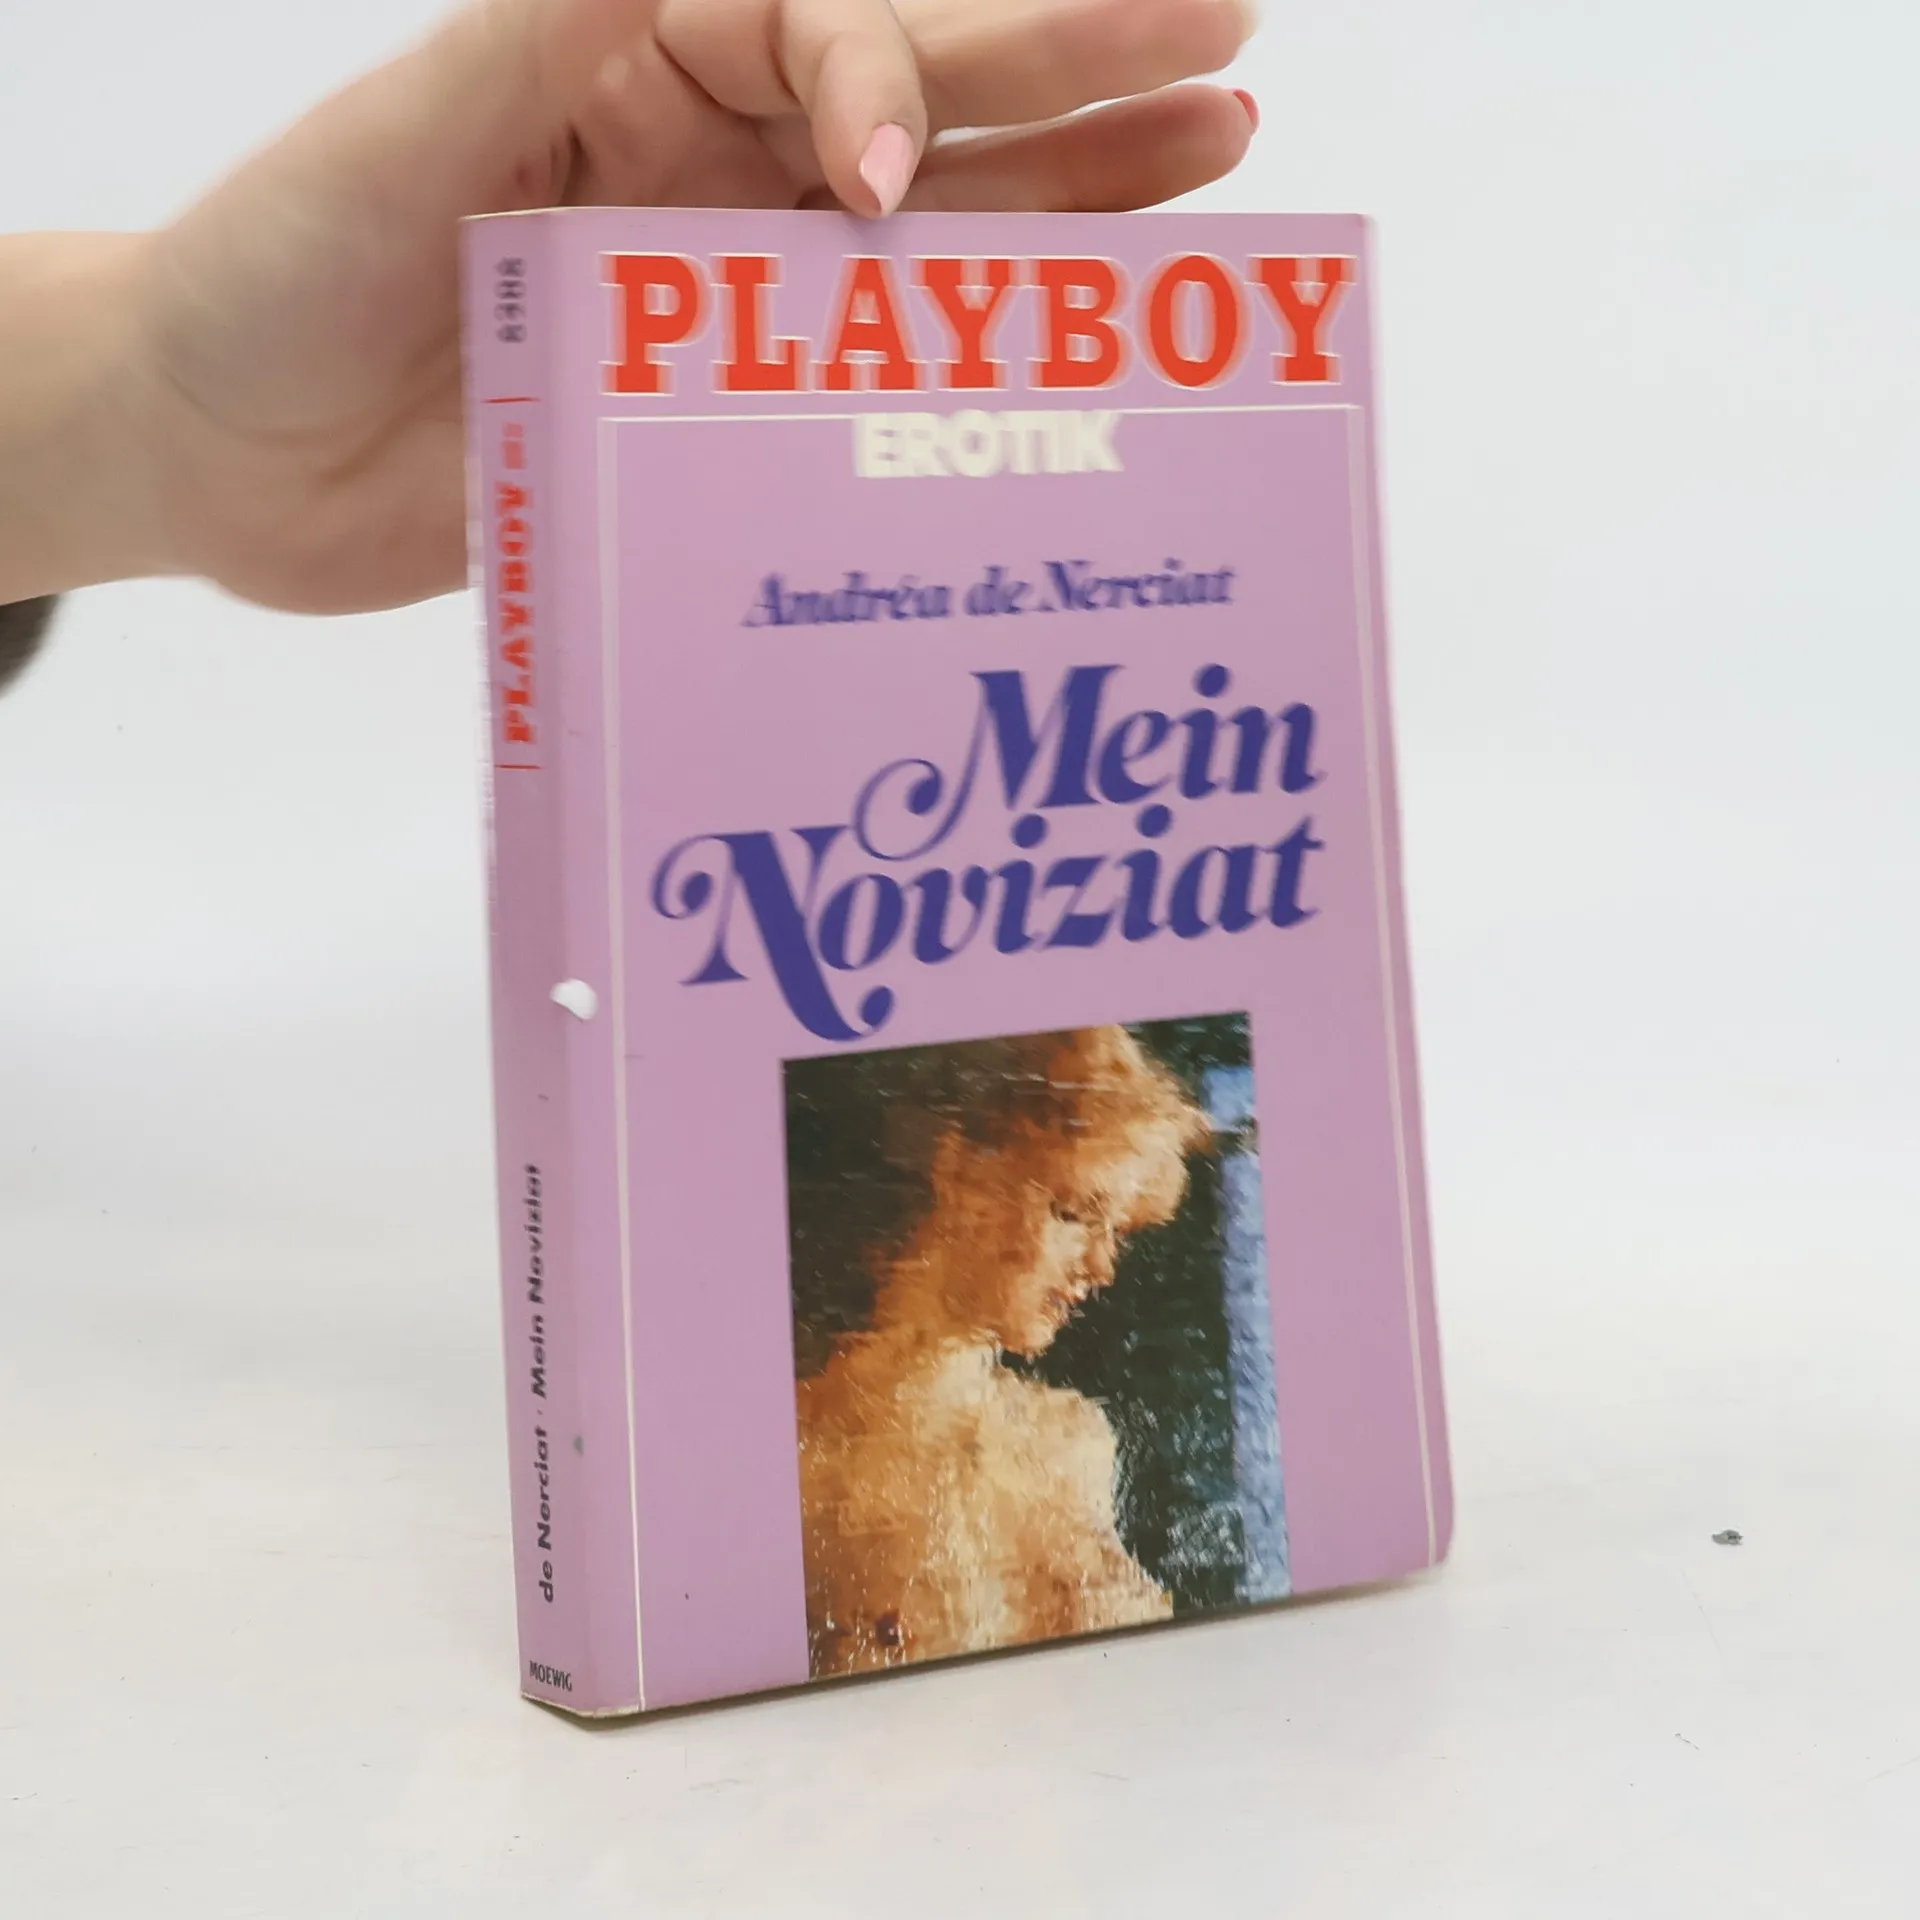 PLAYBOY
EROTIK
Andréa de Nerciat
Mein
Noviziat
PLAYBOY
de Nerciat · Mein Noviziat
MOEWIG